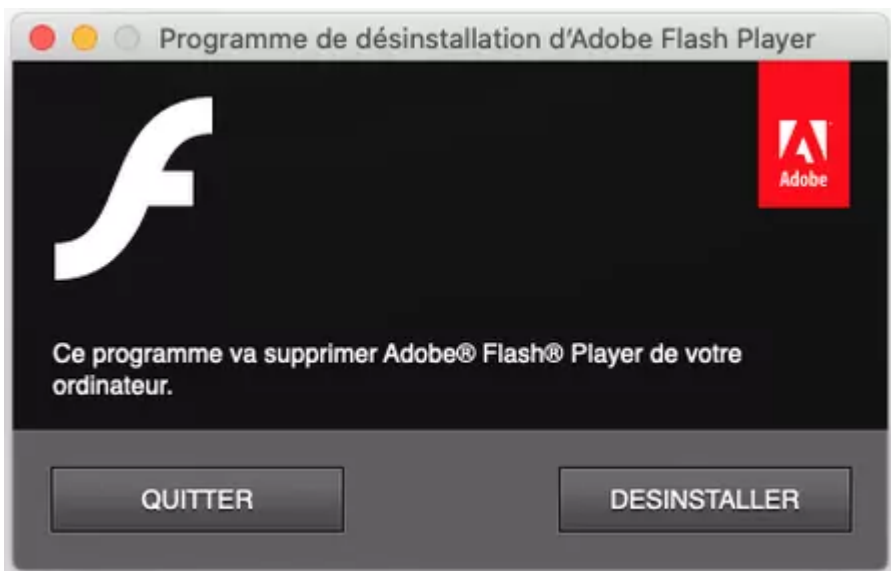 Programme de désinstallation d'Adobe Flash Player
Adobe
Ce programme va supprimer Adobe® Flash® Player de votre
ordinateur.
QUITTER
DESINSTALLER